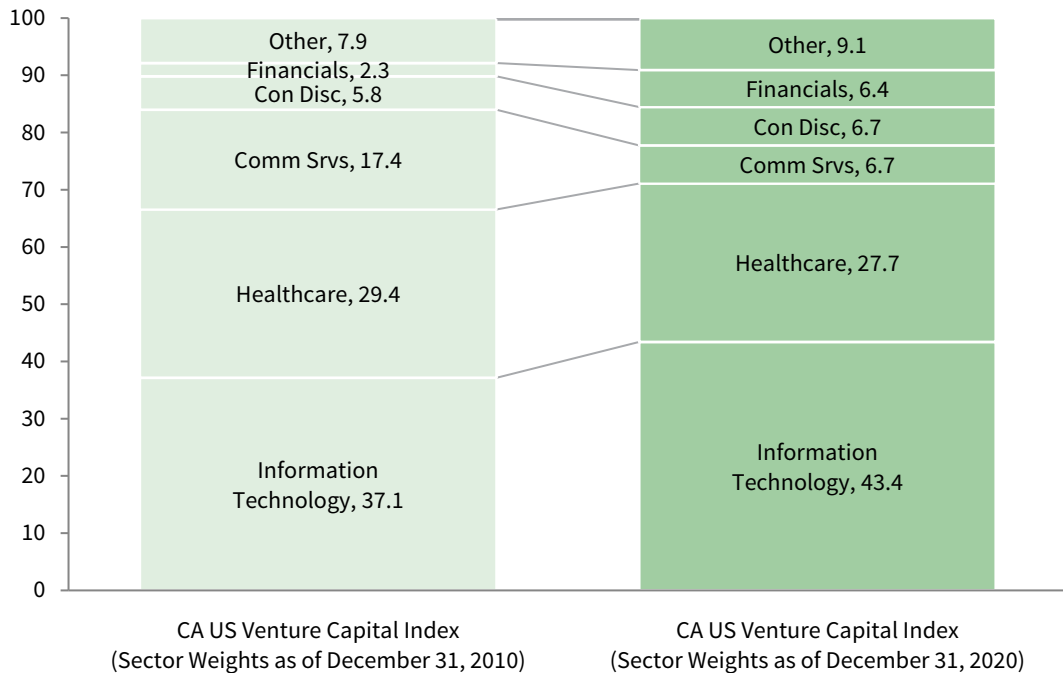 100
90
80
70
60
50
40
30
20
10
0
Other, 7.9
Financials, 2.3
Con Disc, 5.8
Comm Srvs, 17.4
Healthcare, 29.4
Information
Technology, 37.1
Other, 9.1
Financials, 6.4
Con Disc, 6.7
Comm Srvs, 6.7
Healthcare, 27.7
Information
Technology, 43.4
CA US Venture Capital Index
(Sector Weights as of December 31, 2010)
CA US Venture Capital Index
(Sector Weights as of December 31, 2020)